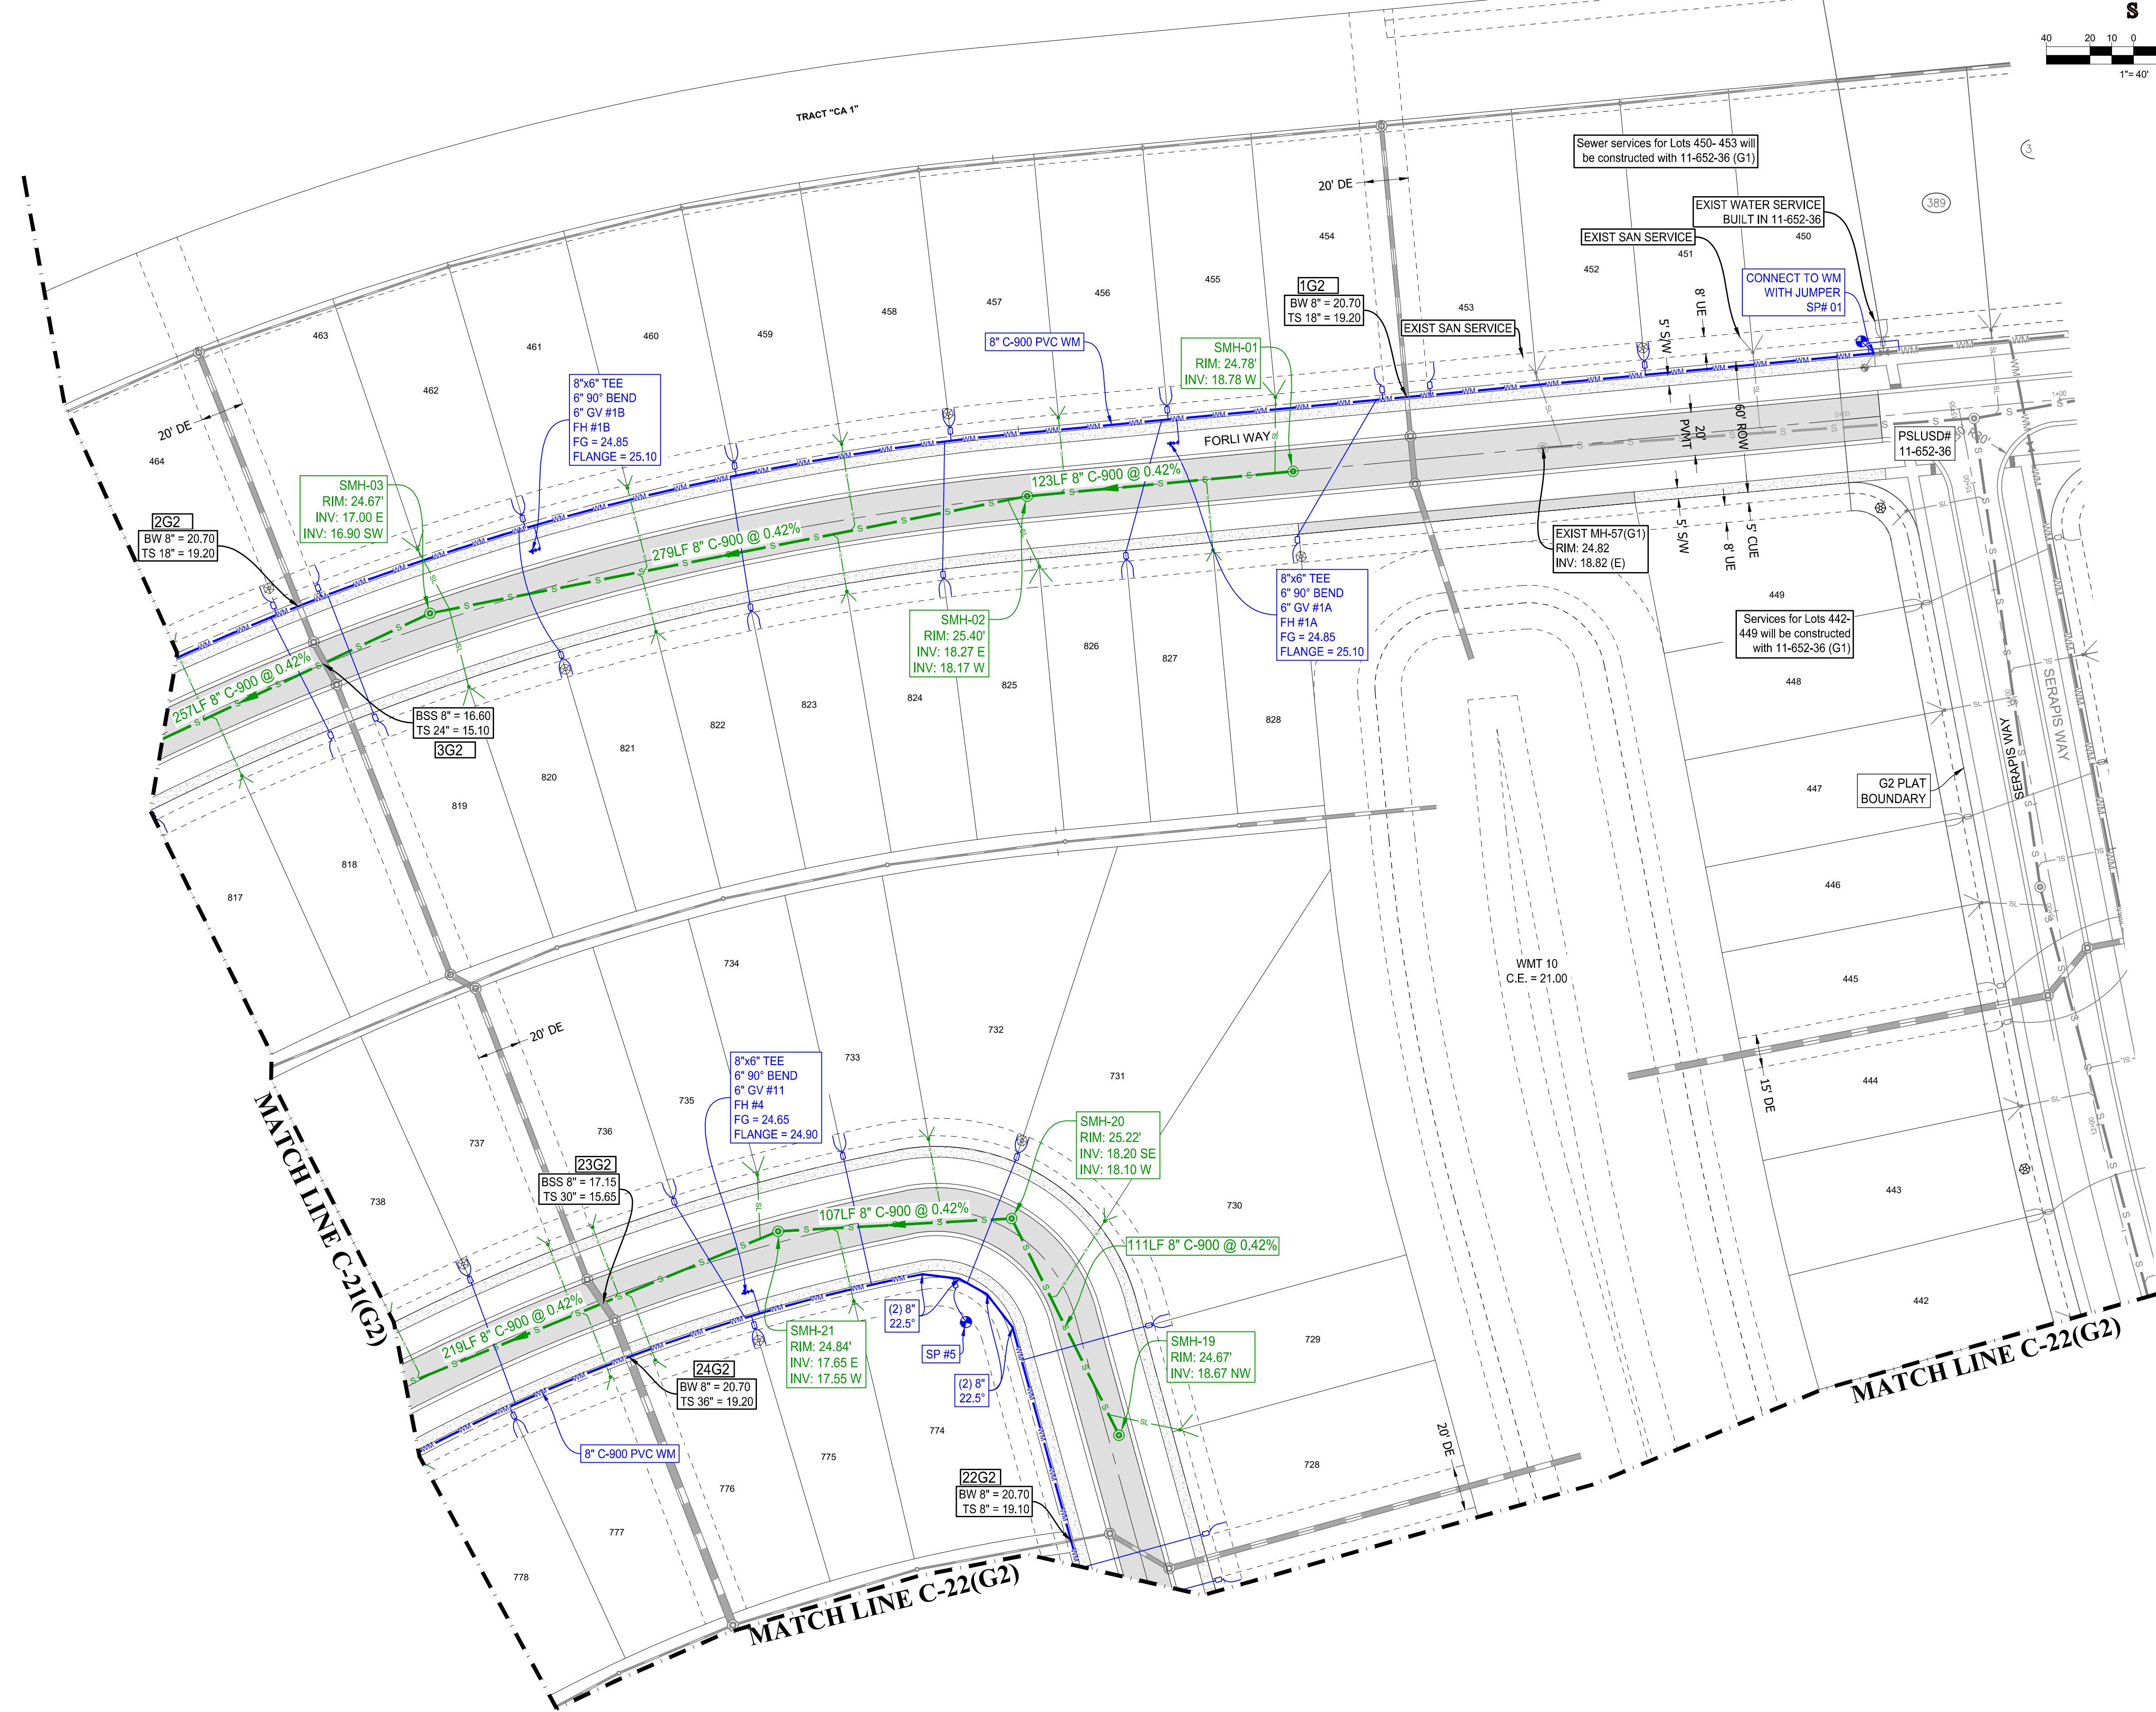 S
40 20 10 0
1"= 40'
TRACT "CA 1"
Sewer services for Lots 450- 453 will
be constructed with 11-652-36 (G1)
EXIST WATER SERVICE
BUILT IN 11-652-36
EXIST SAN SERVICE
389
3
20' DE
454
450
451
452
453
455
456
457
458
459
460
461
462
463
464
CONNECT TO WM
WITH JUMPER
SP# 01
1G2
BW 8" = 20.70
TS 18" = 19.20
EXIST SAN SERVICE
8' UE
5' S/W
60' ROW
20'
PVMT
5' S/W
8' UE
5' CUE
8" C-900 PVC WM
SMH-01
RIM: 24.78'
INV: 18.78 W
FORLI WAY
8"x6" TEE
6" 90° BEND
6" GV #1B
FH #1B
FG = 24.85
FLANGE = 25.10
20' DE
SMH-03
RIM: 24.67'
INV: 17.00 E
INV: 16.90 SW
2G2
BW 8" = 20.70
TS 18" = 19.20
123LF 8" C-900 @ 0.42%
279LF 8" C-900 @ 0.42%
257LF 8" C-900 @ 0.42%
PSLUSD#
11-652-36
0+00
1+00
15+00
EXIST MH-57(G1)
RIM: 24.82
INV: 18.82 (E)
8"x6" TEE
6" 90° BEND
6" GV #1A
FH #1A
FG = 24.85
FLANGE = 25.10
SMH-02
RIM: 25.40'
INV: 18.27 E
INV: 18.17 W
BSS 8" = 16.60
TS 24" = 15.10
3G2
Services for Lots 442-
449 will be constructed
with 11-652-36 (G1)
449
448
447
446
445
444
443
442
828
827
826
825
824
823
822
821
820
819
818
817
G2 PLAT
BOUNDARY
SERAPIS WAY
SERAPIS WAY
WMT 10
C.E. = 21.00
15' DE
12+00
734
733
732
731
730
729
728
735
736
737
738
20' DE
8"x6" TEE
6" 90° BEND
6" GV #11
FH #4
FG = 24.65
FLANGE = 24.90
SMH-20
RIM: 25.22'
INV: 18.20 SE
INV: 18.10 W
23G2
BSS 8" = 17.15
TS 30" = 15.65
107LF 8" C-900 @ 0.42%
111LF 8" C-900 @ 0.42%
219LF 8" C-900 @ 0.42%
(2) 8"
22.5°
SP #5
(2) 8"
22.5°
SMH-21
RIM: 24.84'
INV: 17.65 E
INV: 17.55 W
SMH-19
RIM: 24.67'
INV: 18.67 NW
24G2
BW 8" = 20.70
TS 36" = 19.20
8" C-900 PVC WM
774
775
776
777
778
22G2
BW 8" = 20.70
TS 8" = 19.10
20' DE
MATCH LINE C-21(G2)
MATCH LINE C-22(G2)
MATCH LINE C-22(G2)